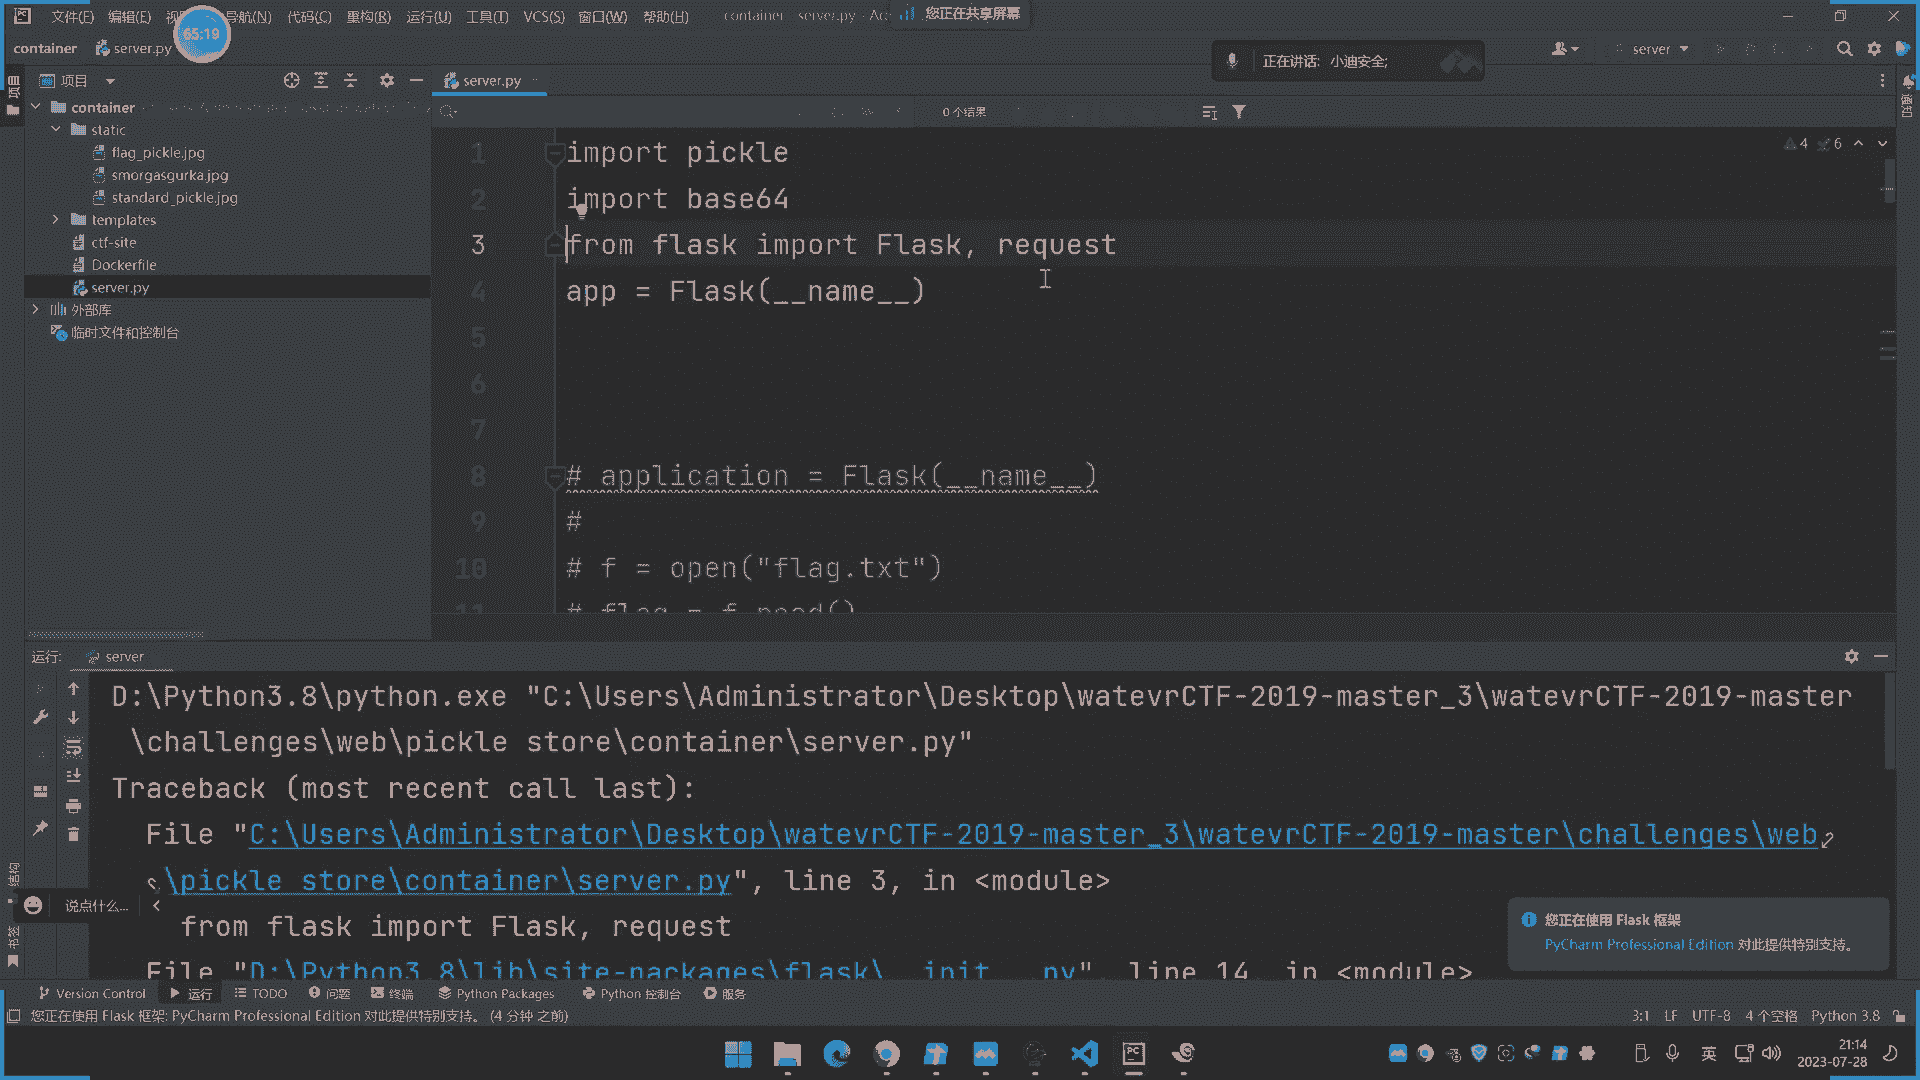 文件(F) 编辑(E) 导航(N) 代码(C) 重构(R) 运行(U) 工具(T) VCS(S) 窗口(W) 帮助(H) container server.py
您正在共享屏幕
65:19
container server.py
正在讲话: 小迪安全;
server
项目
server.py
container
0 个结果
static
flag_pickle.jpg
smorgasgurka.jpg
standard_pickle.jpg
templates
ctf-site
Dockerfile
server.py
外部库
临时文件和控制台
4 6
1 import pickle
2 import base64
3 from flask import Flask, request
4 app = Flask(__name__)
5
6
7
8 # application = Flask(__name__)
9 #
10 # f = open("flag.txt")
11 # flag = f.read()
运行: server
D:\Python3.8\python.exe "C:\Users\Administrator\Desktop\watevrCTF-2019-master_3\watevrCTF-2019-master
\challenges\web\pickle store\container\server.py"
Traceback (most recent call last):
File "C:\Users\Administrator\Desktop\watevrCTF-2019-master_3\watevrCTF-2019-master\challenges\web
\pickle store\container\server.py", line 3, in <module>
from flask import Flask, request
File "D:\Python3.8\lib\site-packages\flask\__init__.py", line 14, in <module>
结构
书签
通知
说点什么...
您正在使用 Flask 框架
PyCharm Professional Edition 对此提供特别支持。
Version Control 运行 TODO 问题 终端 Python Packages Python 控制台 服务
您正在使用 Flask 框架: PyCharm Professional Edition 对此提供特别支持。 (4 分钟 之前)
3:1 LF UTF-8 4 个空格 Python 3.8
英
21:14
2023-07-28